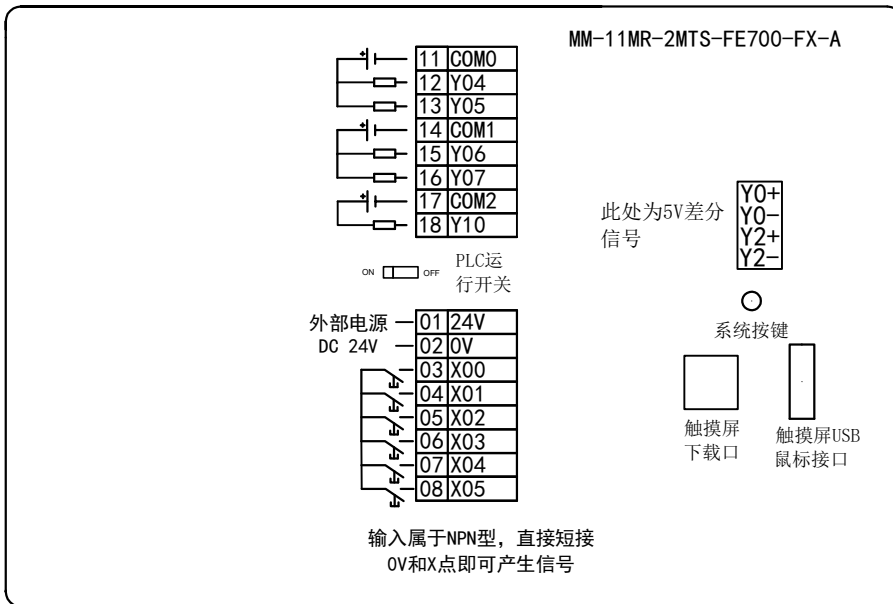 MM-11MR-2MTS-FE700-FX-A
11 COM0
12 Y04
13 Y05
14 COM1
15 Y06
16 Y07
17 COM2
18 Y10
此处为5V差分
信号
Y0+
Y0-
Y2+
Y2-
ON OFF
PLC运
行开关
系统按键
外部电源
DC 24V
01 24V
02 0V
03 X00
04 X01
05 X02
06 X03
07 X04
08 X05
触摸屏
下载口
触摸屏USB
鼠标接口
输入属于NPN型，直接短接
0V和X点即可产生信号